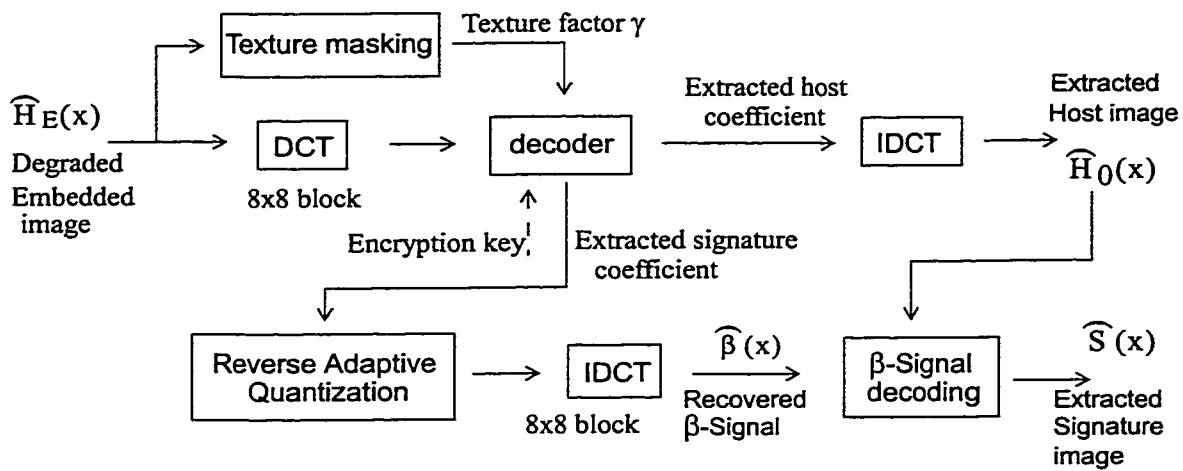 Texture masking
Texture factor γ
Ĥ E(x)
Degraded
Embedded
image
DCT
8x8 block
decoder
Encryption key
Extracted host
coefficient
IDCT
Extracted
Host image
Ĥ 0(x)
Extracted signature
coefficient
Reverse Adaptive
Quantization
IDCT
8x8 block
β̂ (x)
Recovered
β-Signal
β-Signal
decoding
Ŝ (x)
Extracted
Signature
image